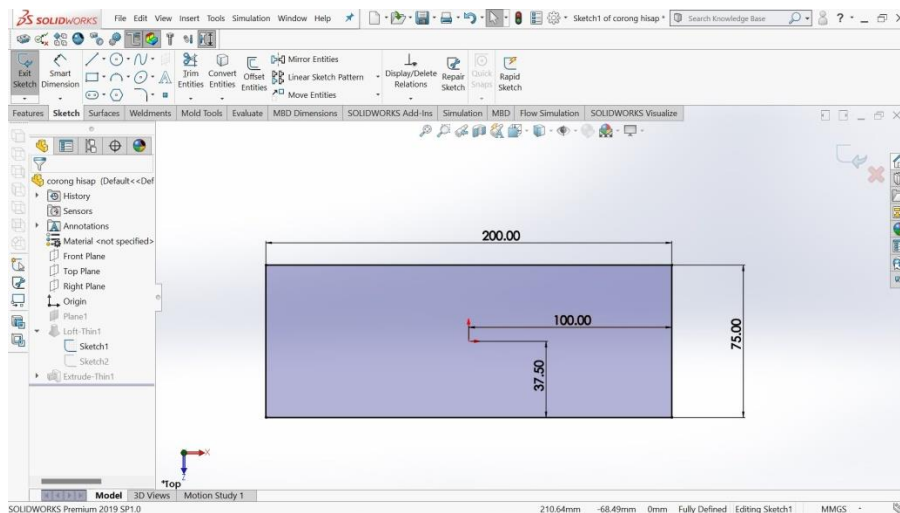 DS SOLIDWORKS File Edit View Insert Tools Simulation Window Help Sketch1 of corong hisap * Search Knowledge Base
Exit Sketch
Smart Dimension
Trim Entities
Convert Entities
Offset Entities
Mirror Entities
Linear Sketch Pattern
Move Entities
Display/Delete Relations
Repair Sketch
Quick Snaps
Rapid Sketch
Features Sketch Surfaces Weldments Mold Tools Evaluate MBD Dimensions SOLIDWORKS Add-Ins Simulation MBD Flow Simulation SOLIDWORKS Visualize
corong hisap (Default<<Def
History
Sensors
Annotations
Material <not specified>
Front Plane
Top Plane
Right Plane
Origin
Plane1
Loft-Thin1
Sketch1
Sketch2
Extrude-Thin1
200.00
100.00
75.00
37.50
X
Z
*Top
Model 3D Views Motion Study 1
SOLIDWORKS Premium 2019 SP1.0 210.64mm -68.49mm 0mm Fully Defined Editing Sketch1 MMGS